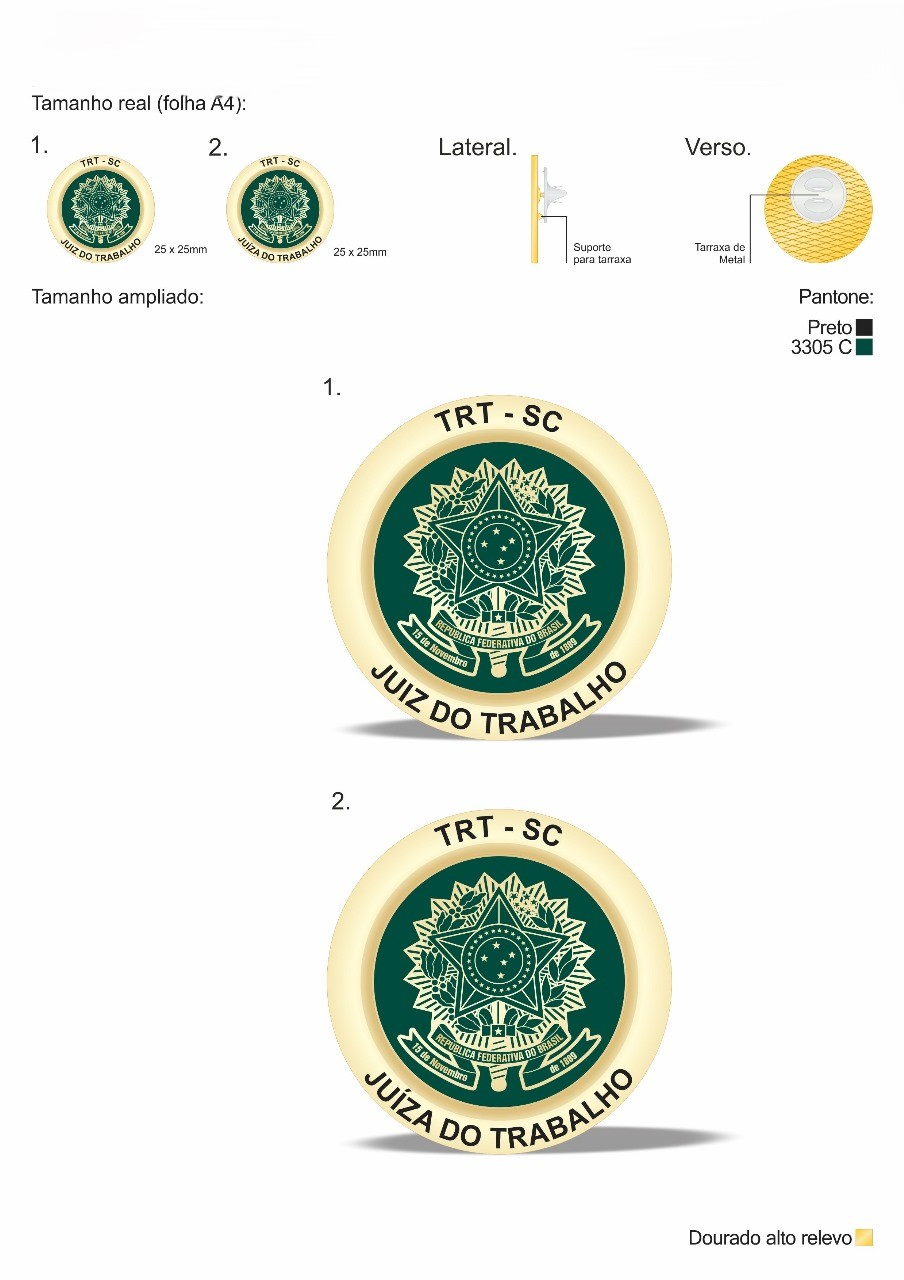 Tamanho real (folha A4):
1.
TRT - SC
JUIZ DO TRABALHO
25 x 25mm
2.
TRT - SC
JUÍZA DO TRABALHO
25 x 25mm
Lateral.
Suporte
para tarraxa
Verso.
Tarraxa de
Metal
Tamanho ampliado:
Pantone:
Preto
3305 C
1.
TRT - SC
REPÚBLICA FEDERATIVA DO BRASIL
15 de Novembro
de 1889
JUIZ DO TRABALHO
2.
TRT - SC
REPÚBLICA FEDERATIVA DO BRASIL
15 de Novembro
de 1889
JUÍZA DO TRABALHO
Dourado alto relevo